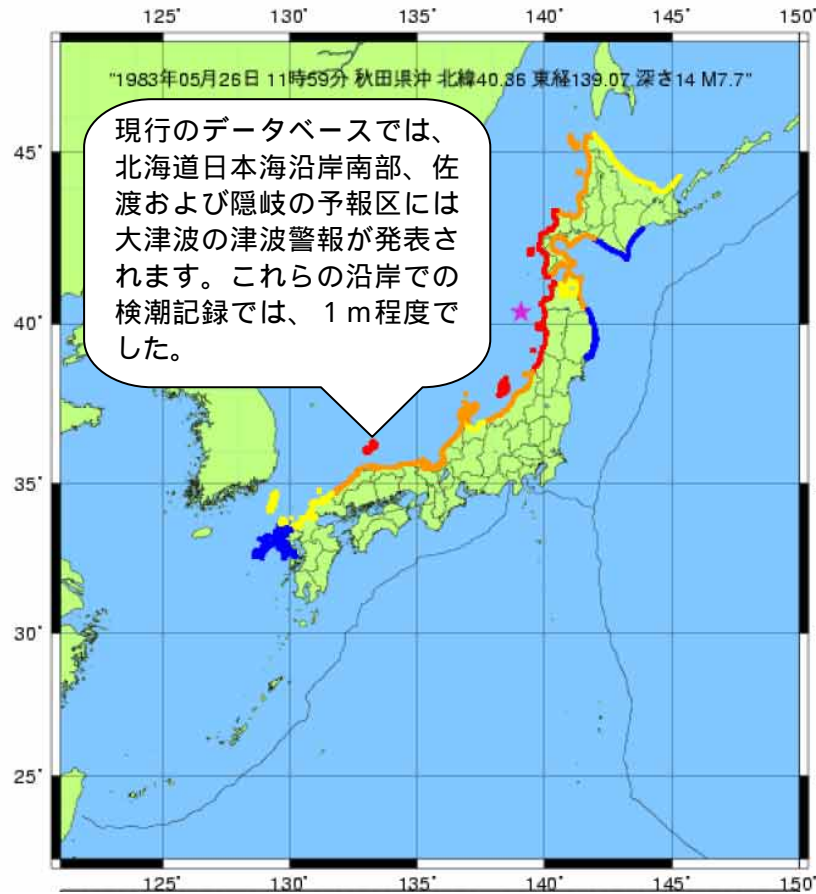 125° 130° 135° 140° 145° 150°
"1983年05月26日 11時59分 秋田県沖 北緯40.36 東経139.07 深さ14 M7.7"
現行のデータベースでは、
北海道日本海沿岸南部、佐
渡および隠岐の予報区には
大津波の津波警報が発表さ
れます。これらの沿岸での
検潮記録では、1m程度で
した。
45°
40°
35°
30°
25°
125° 130° 135° 140° 145° 150°